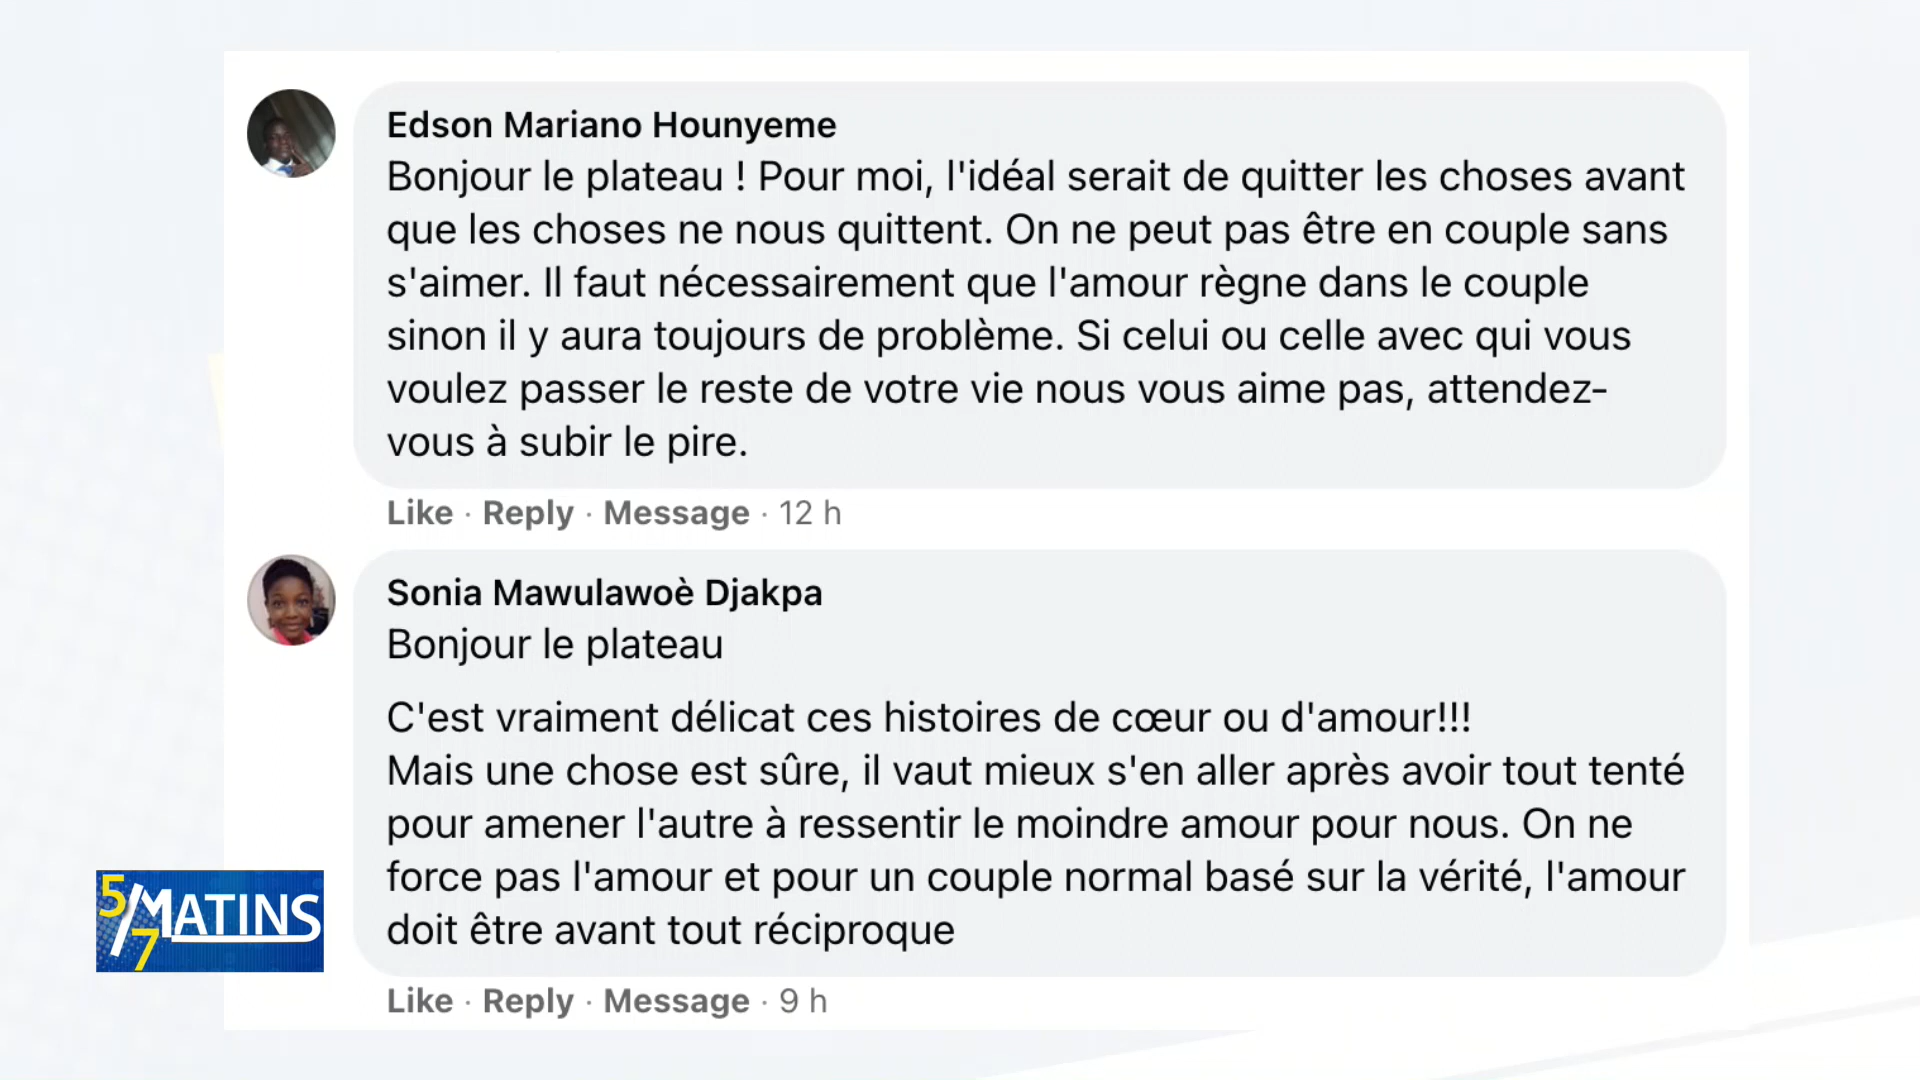 Edson Mariano Hounyeme
Bonjour le plateau ! Pour moi, l'idéal serait de quitter les choses avant
que les choses ne nous quittent. On ne peut pas être en couple sans
s'aimer. Il faut nécessairement que l'amour règne dans le couple
sinon il y aura toujours de problème. Si celui ou celle avec qui vous
voulez passer le reste de votre vie nous vous aime pas, attendez-
vous à subir le pire.
Like · Reply · Message · 12 h
Sonia Mawulawoè Djakpa
Bonjour le plateau
C'est vraiment délicat ces histoires de cœur ou d'amour!!!
Mais une chose est sûre, il vaut mieux s'en aller après avoir tout tenté
pour amener l'autre à ressentir le moindre amour pour nous. On ne
force pas l'amour et pour un couple normal basé sur la vérité, l'amour
doit être avant tout réciproque
Like · Reply · Message · 9 h
5/7 MATINS